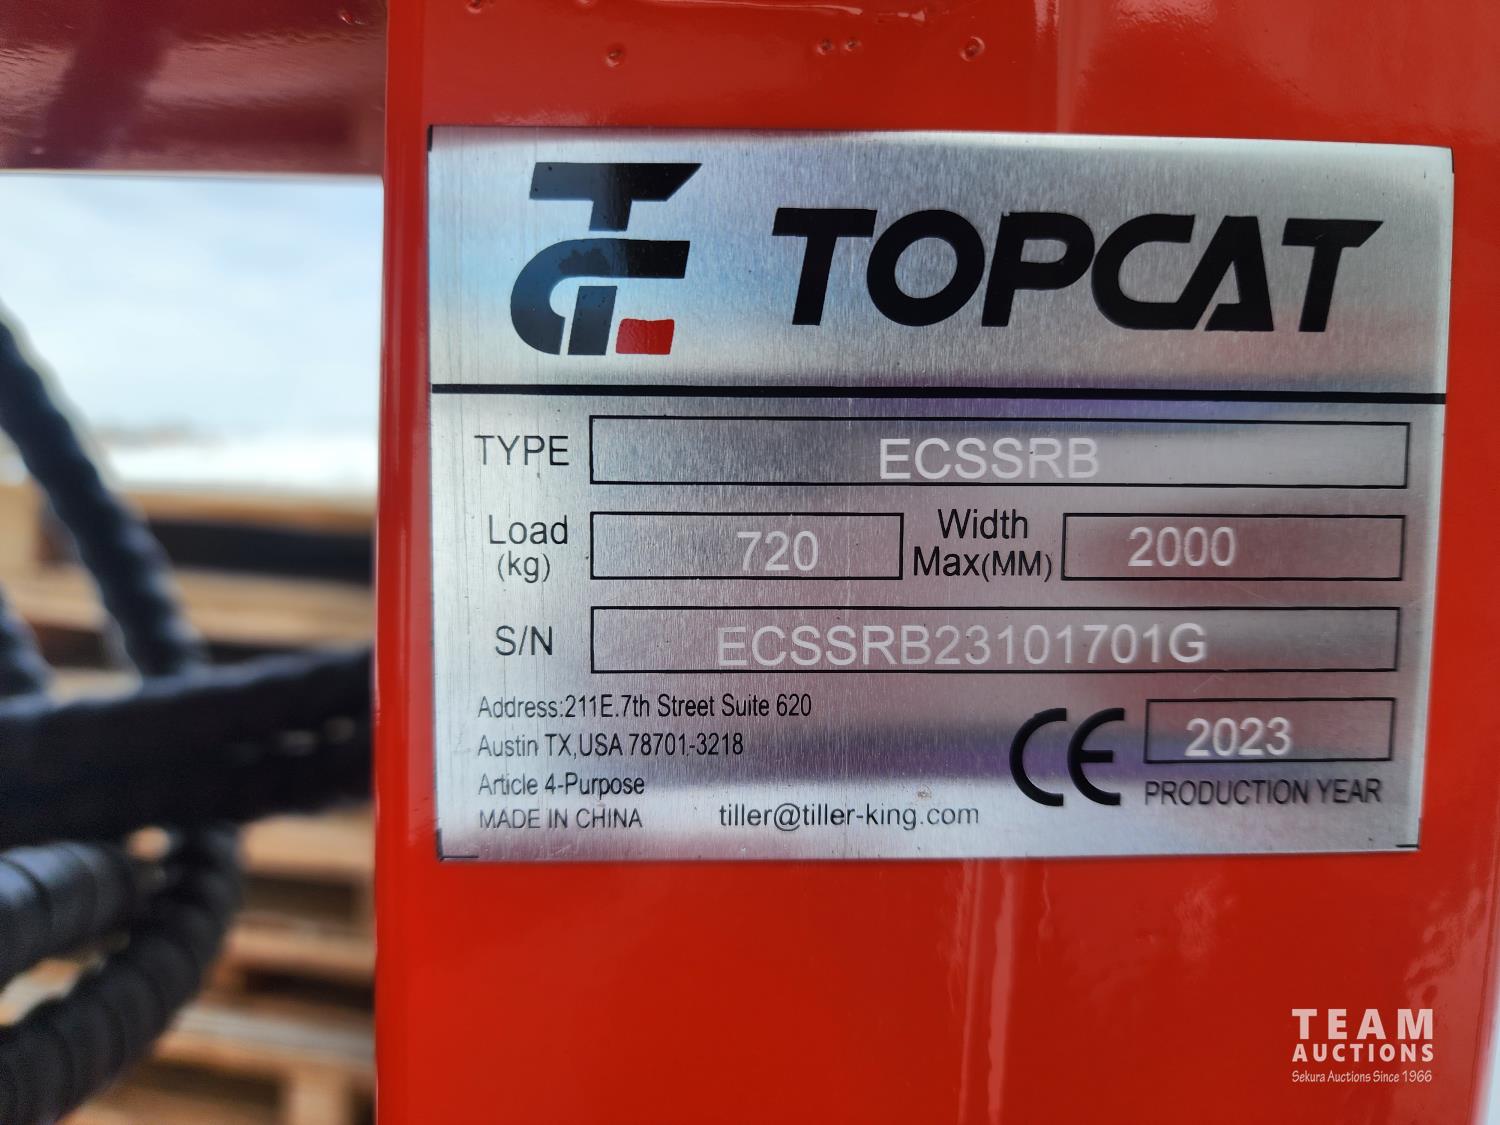 TOPCAT
TYPE ECSSRB
Load (kg) 720 Width Max(MM) 2000
S/N ECSSRB23101701G
Address:211E.7th Street Suite 620
Austin TX,USA 78701-3218
Article 4-Purpose
MADE IN CHINA
tiller@tiller-king.com
CE 2023
PRODUCTION YEAR
TEAM
AUCTIONS
Sekura Auctions Since 1966